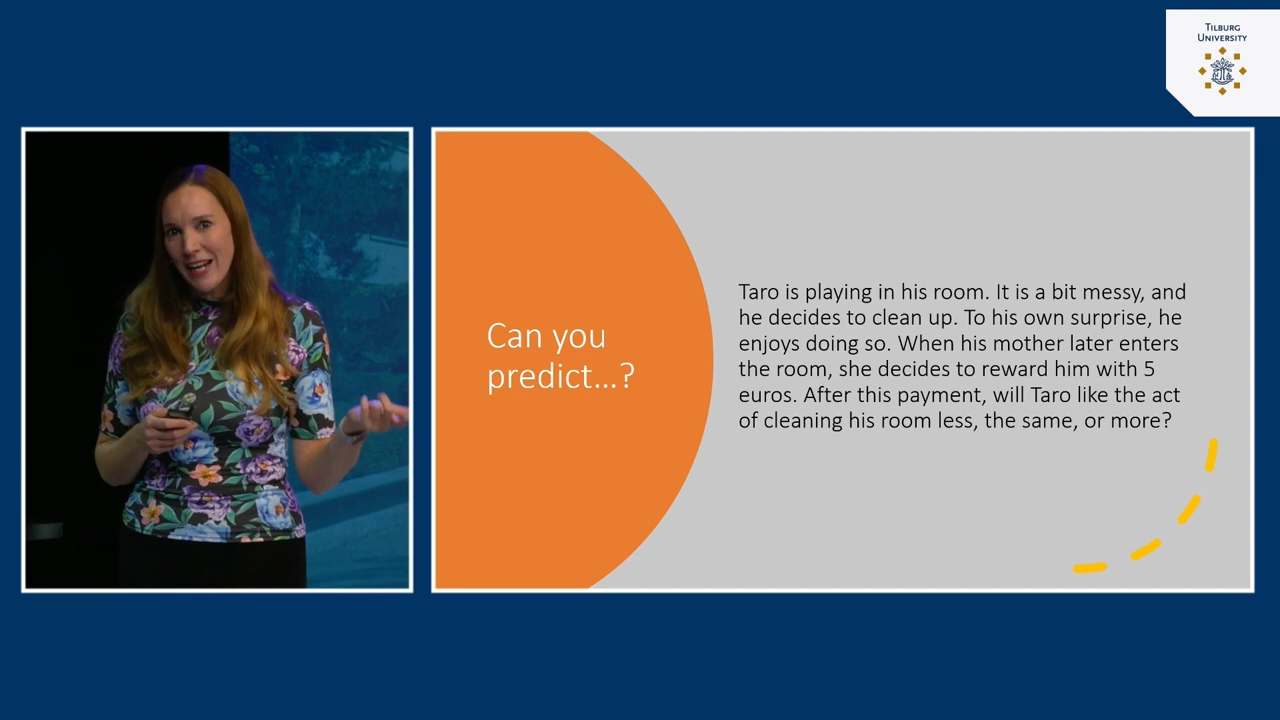 TILBURG
UNIVERSITY
Can you
predict...?
Taro is playing in his room. It is a bit messy, and
he decides to clean up. To his own surprise, he
enjoys doing so. When his mother later enters
the room, she decides to reward him with 5
euros. After this payment, will Taro like the act
of cleaning his room less, the same, or more?